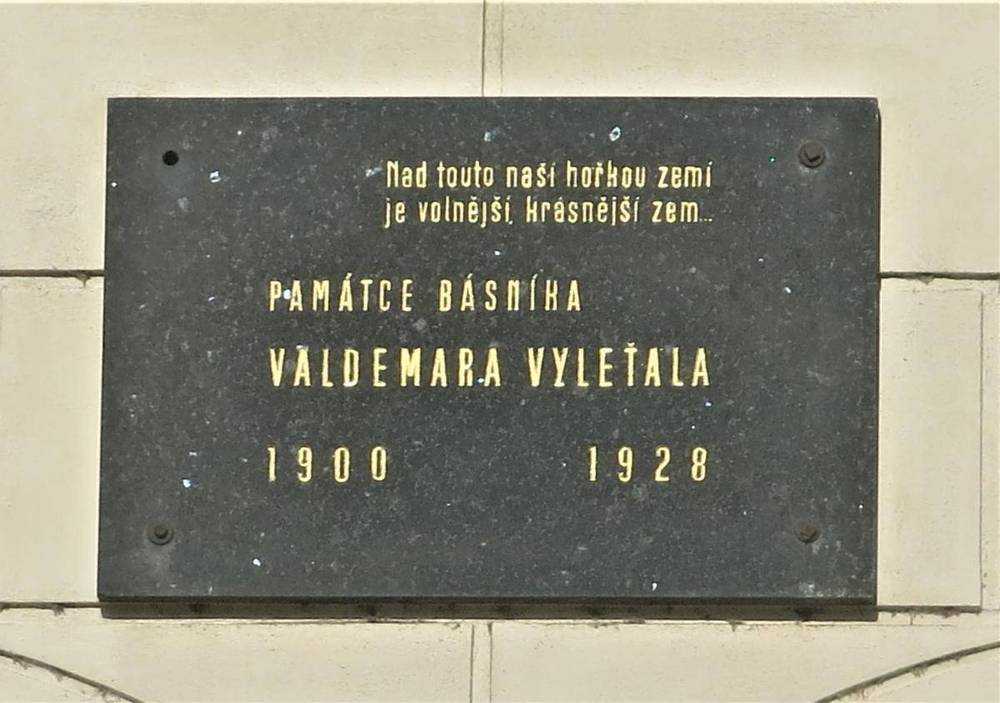 Nad touto naší hořkou zemí
je volnější, krásnější zem...
PAMÁTCE BÁSNÍKA
VALDEMARA VYLEŤALA
1900 1928